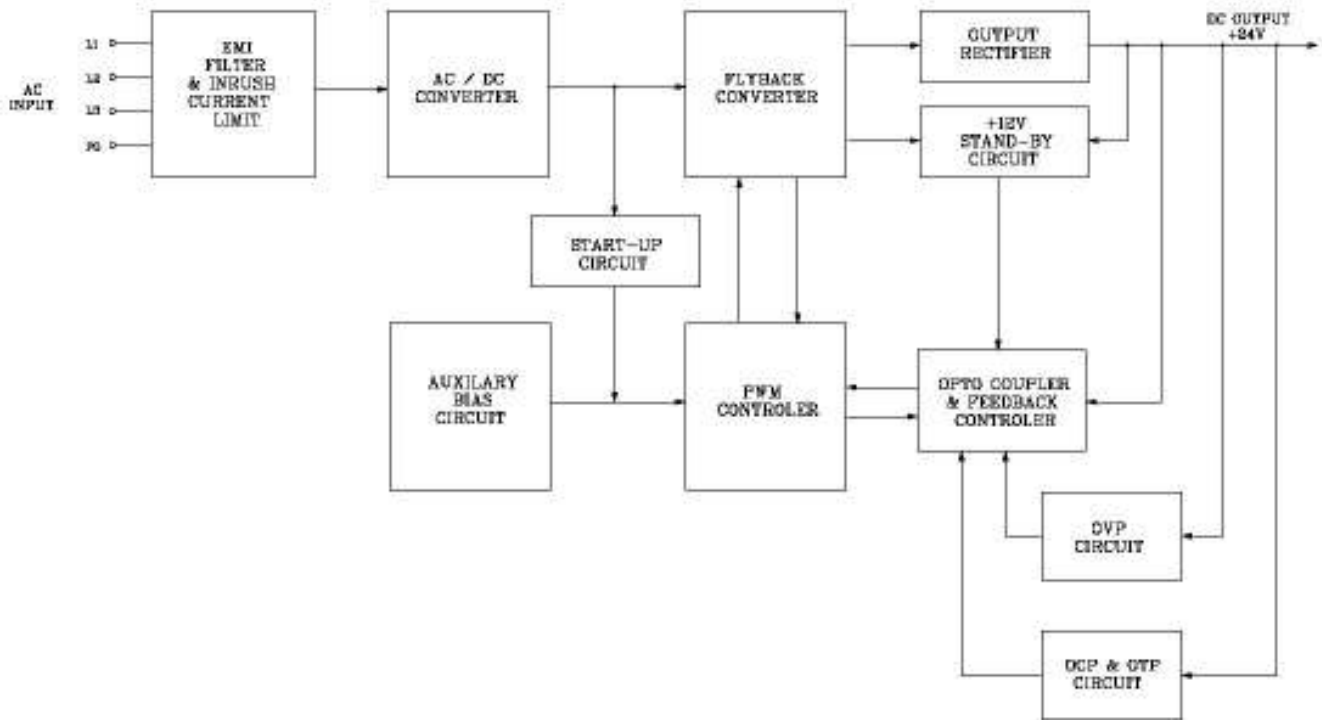 AC
INPUT
L1
L2
L3
FG
EMI
FILTER
& INRUSH
CURRENT
LIMIT
AC / DC
CONVERTER
FLYBACK
CONVERTER
OUTPUT
RECTIFIER
DC OUTPUT
+24V
+12V
STAND-BY
CIRCUIT
START-UP
CIRCUIT
AUXILARY
BIAS
CIRCUIT
PWM
CONTROLER
OPTO COUPLER
& FEEDBACK
CONTROLER
OVP
CIRCUIT
OCP & OTP
CIRCUIT